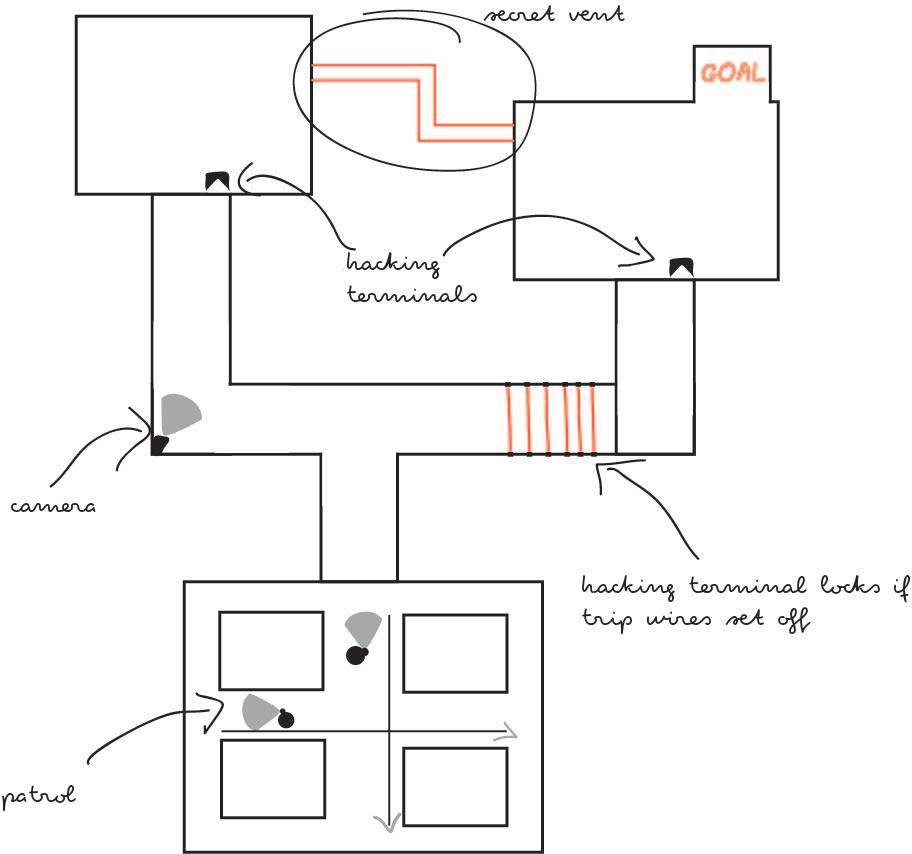 secret vent
GOAL
hacking
terminals
camera
hacking terminal locks if
trip wires set off
patrol